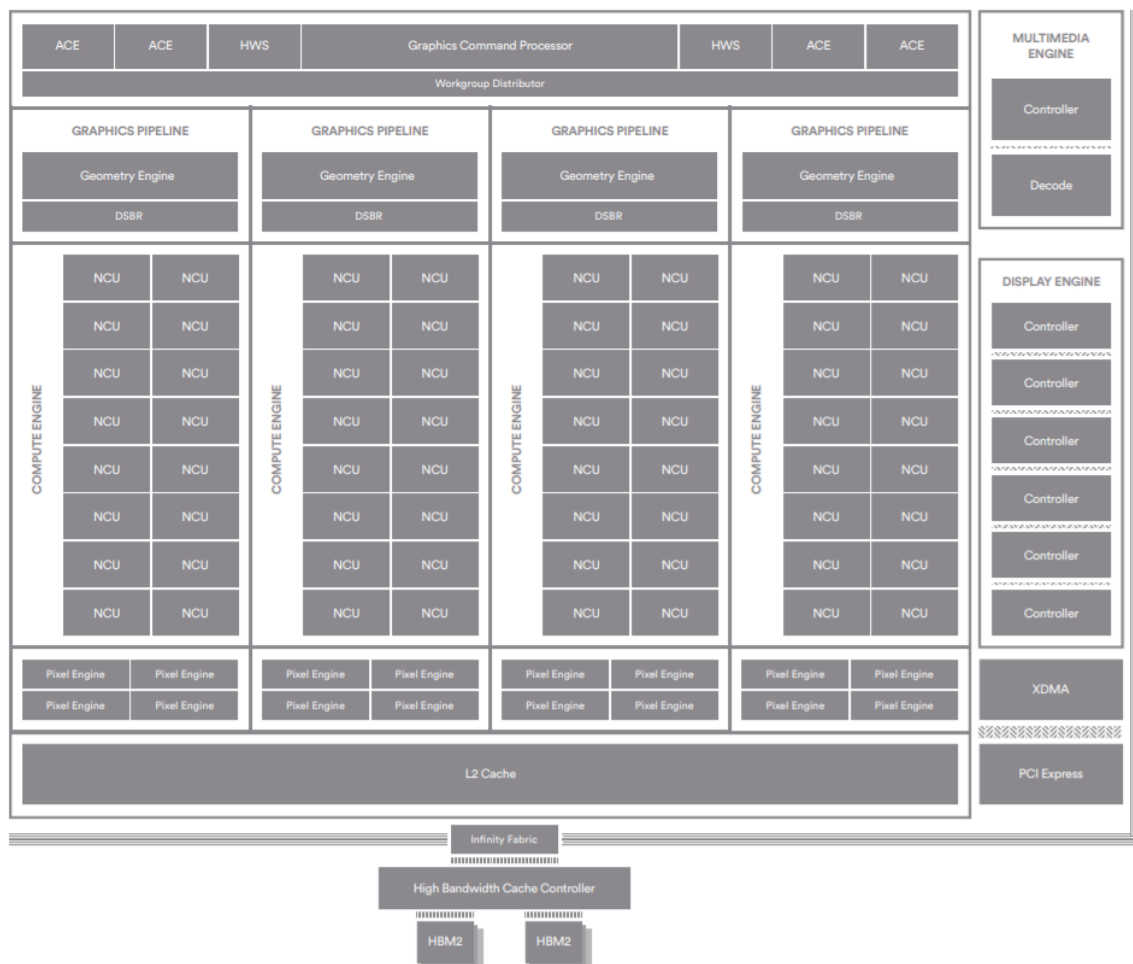 ACE ACE HWS Graphics Command Processor HWS ACE ACE
Workgroup Distributor
GRAPHICS PIPELINE GRAPHICS PIPELINE GRAPHICS PIPELINE GRAPHICS PIPELINE
Geometry Engine Geometry Engine Geometry Engine Geometry Engine
DSBR DSBR DSBR DSBR
COMPUTE ENGINE
NCU NCU
NCU NCU
NCU NCU
NCU NCU
NCU NCU
NCU NCU
NCU NCU
NCU NCU
COMPUTE ENGINE
NCU NCU
NCU NCU
NCU NCU
NCU NCU
NCU NCU
NCU NCU
NCU NCU
NCU NCU
COMPUTE ENGINE
NCU NCU
NCU NCU
NCU NCU
NCU NCU
NCU NCU
NCU NCU
NCU NCU
NCU NCU
COMPUTE ENGINE
NCU NCU
NCU NCU
NCU NCU
NCU NCU
NCU NCU
NCU NCU
NCU NCU
NCU NCU
Pixel Engine Pixel Engine Pixel Engine Pixel Engine Pixel Engine Pixel Engine Pixel Engine Pixel Engine
Pixel Engine Pixel Engine Pixel Engine Pixel Engine Pixel Engine Pixel Engine Pixel Engine Pixel Engine
L2 Cache
MULTIMEDIA
ENGINE
Controller
Decode
DISPLAY ENGINE
Controller
Controller
Controller
Controller
Controller
Controller
XDMA
PCI Express
Infinity Fabric
High Bandwidth Cache Controller
HBM2 HBM2